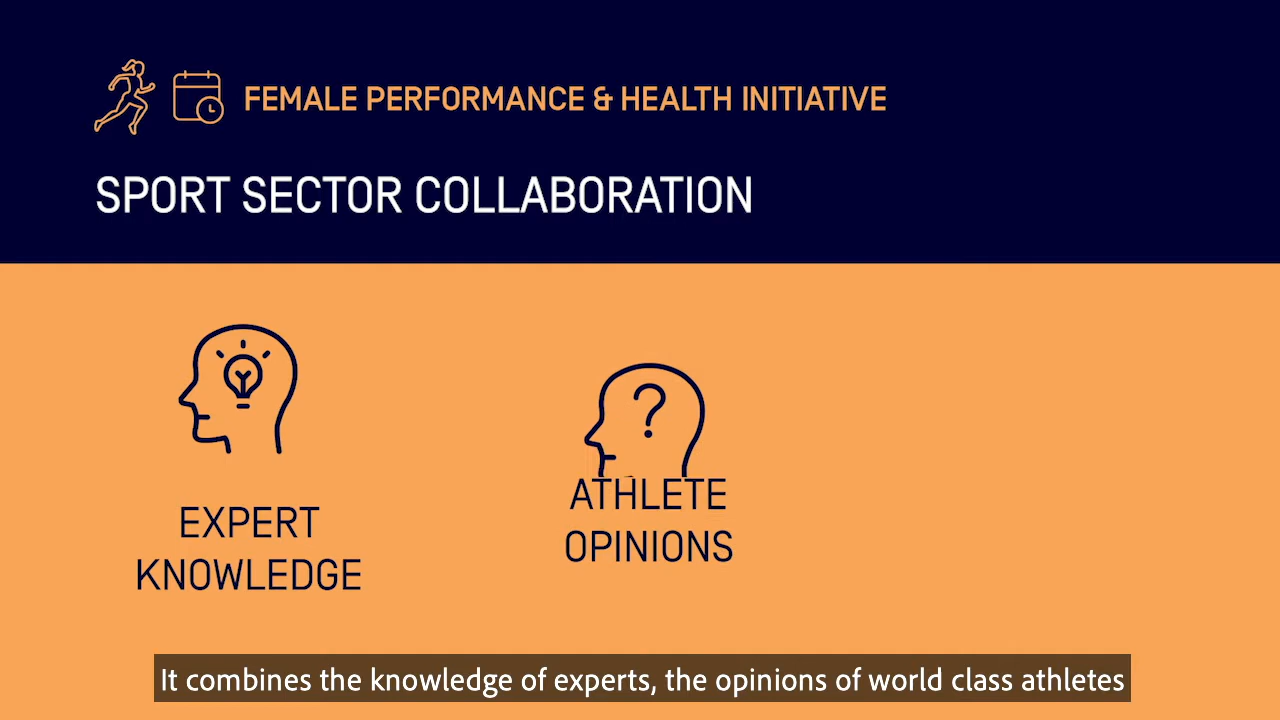 FEMALE PERFORMANCE & HEALTH INITIATIVE
SPORT SECTOR COLLABORATION
EXPERT
KNOWLEDGE
ATHLETE
OPINIONS
It combines the knowledge of experts, the opinions of world class athletes